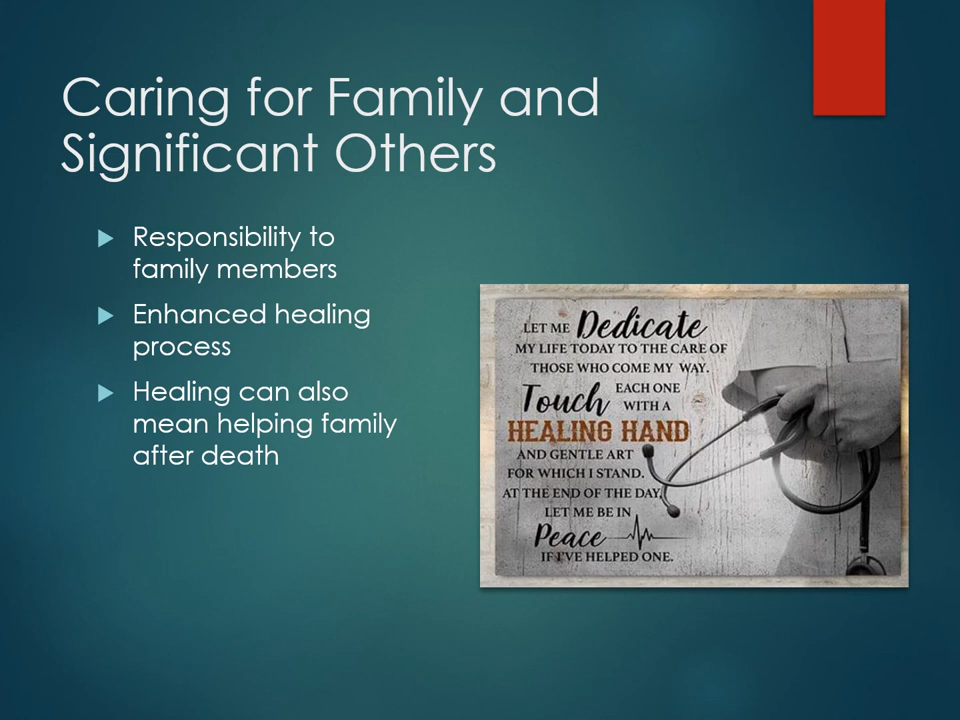 Caring for Family and
Significant Others
Responsibility to
family members
Enhanced healing
process
Healing can also
mean helping family
after death
LET ME Dedicate
MY LIFE TODAY TO THE CARE OF
THOSE WHO COME MY WAY.
Touch EACH ONE
WITH A
HEALING HAND
AND GENTLE ART
FOR WHICH I STAND.
AT THE END OF THE DAY,
LET ME BE IN
Peace
IF I'VE HELPED ONE.